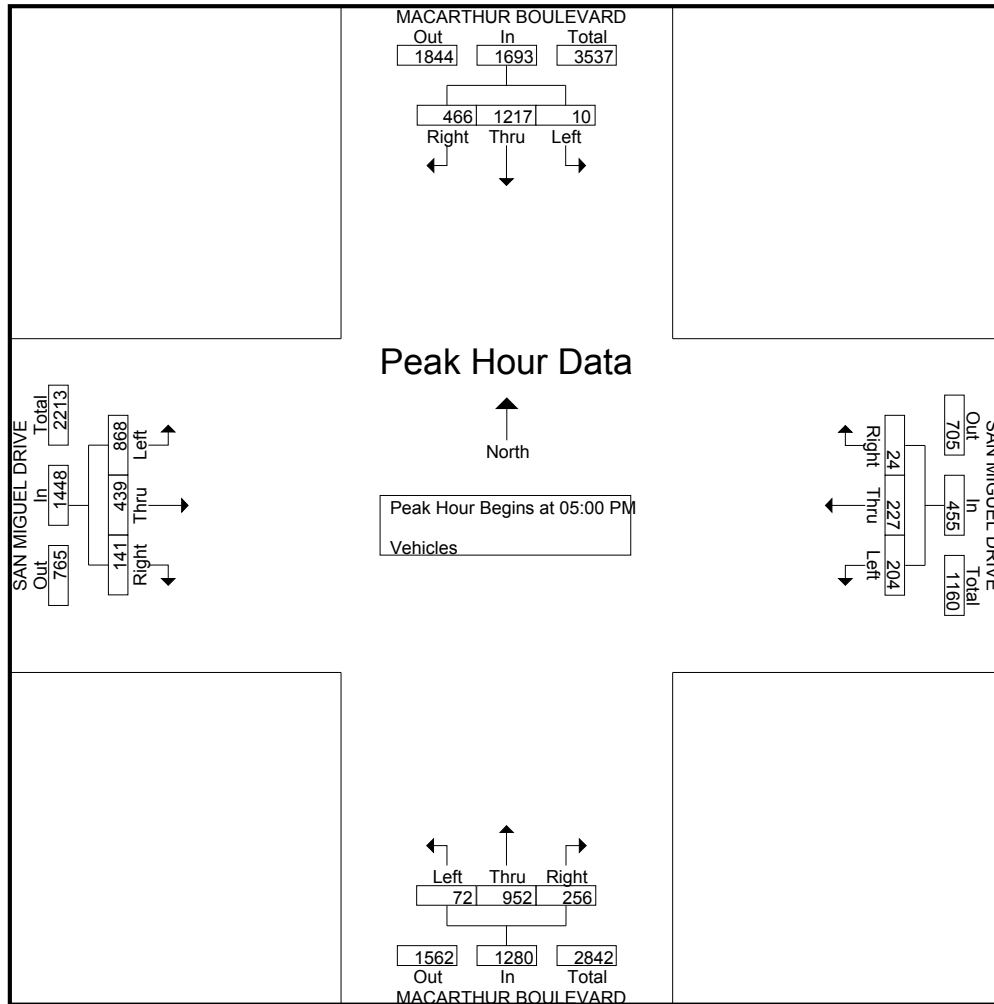 MACARTHUR BOULEVARD
Out In Total
1844 1693 3537
466 1217 10
Right Thru Left
Peak Hour Data
North
Peak Hour Begins at 05:00 PM
Vehicles
SAN MIGUEL DRIVE
Out In Total
765 1448 2213
141 439 868
Right Thru Left
SAN MIGUEL DRIVE
Out In Total
705 455 1160
24 227 204
Right Thru Left
Left Thru Right
72 952 256
1562 1280 2842
Out In Total
MACARTHUR BOULEVARD